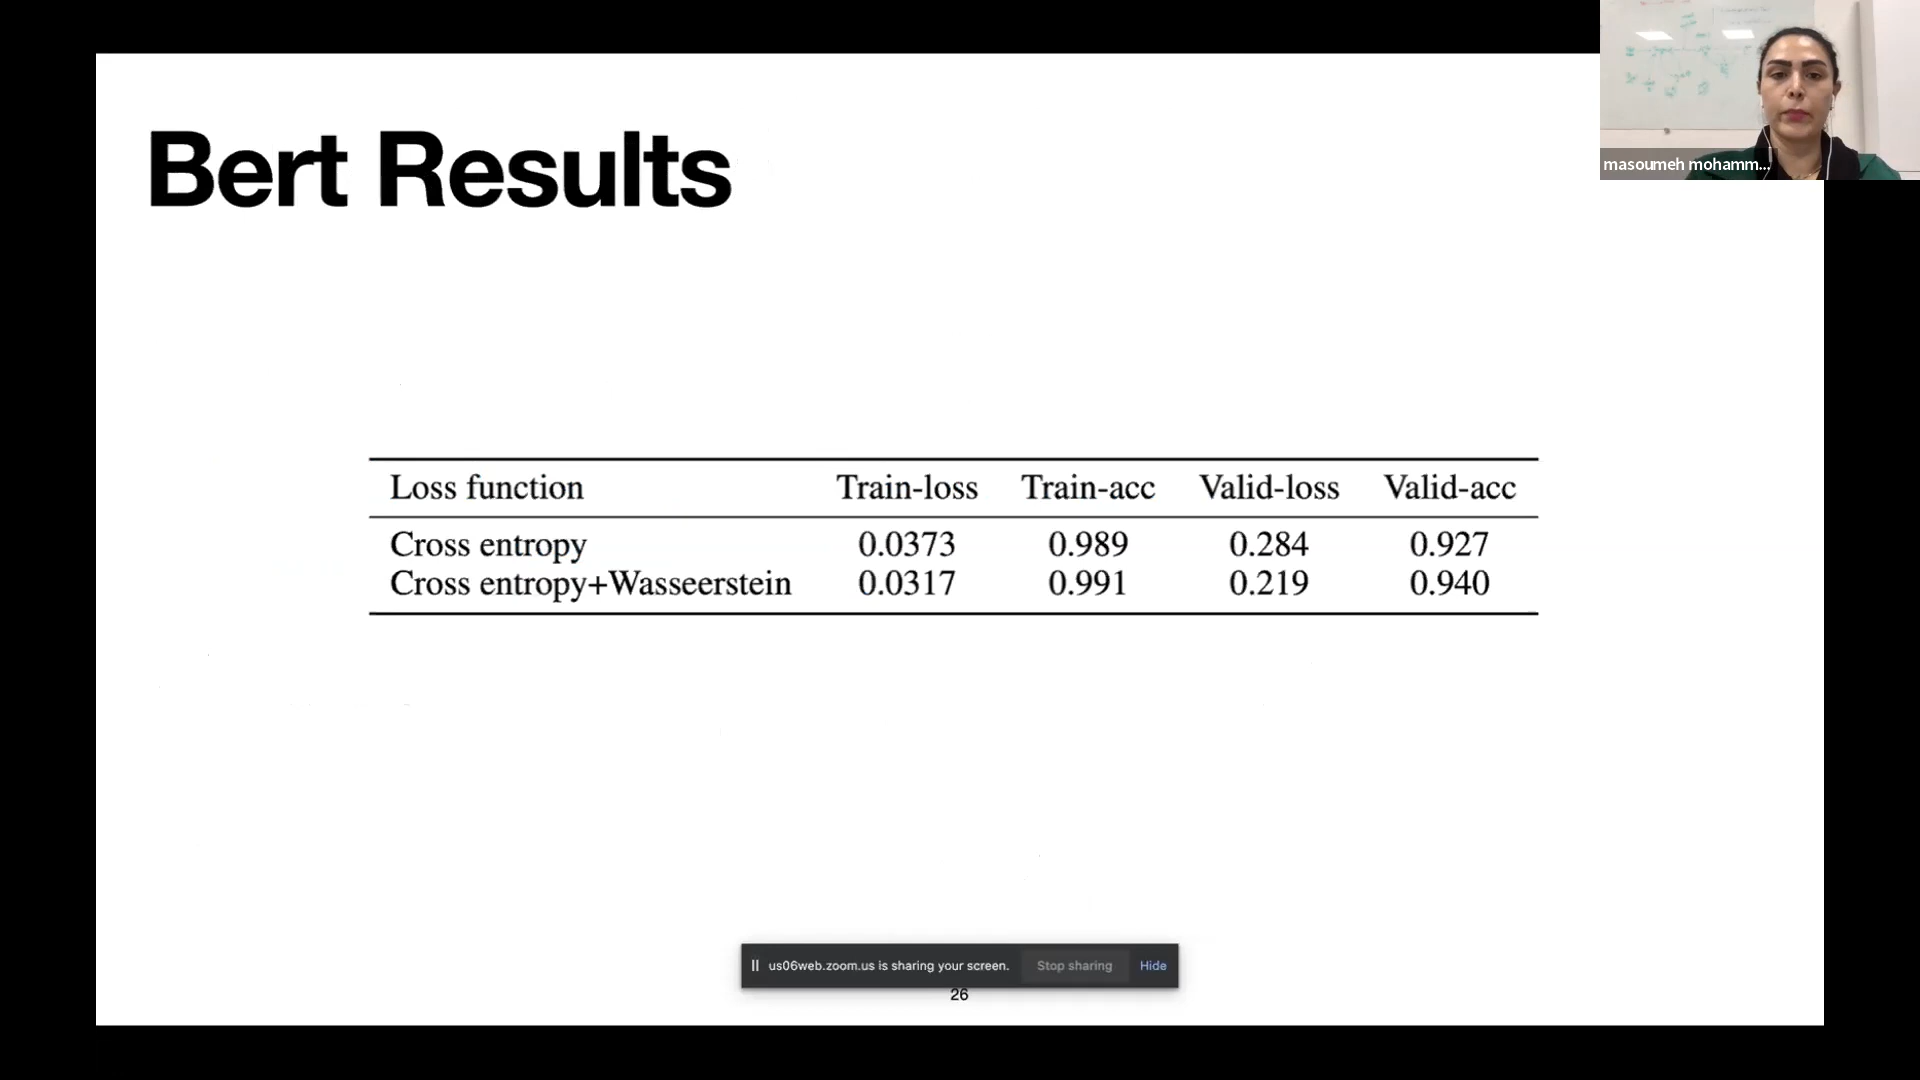 masoumeh mohamm...
Bert Results
Loss function Train-loss Train-acc Valid-loss Valid-acc
Cross entropy 0.0373 0.989 0.284 0.927
Cross entropy+Wasseerstein 0.0317 0.991 0.219 0.940
us06web.zoom.us is sharing your screen. Stop sharing Hide
26